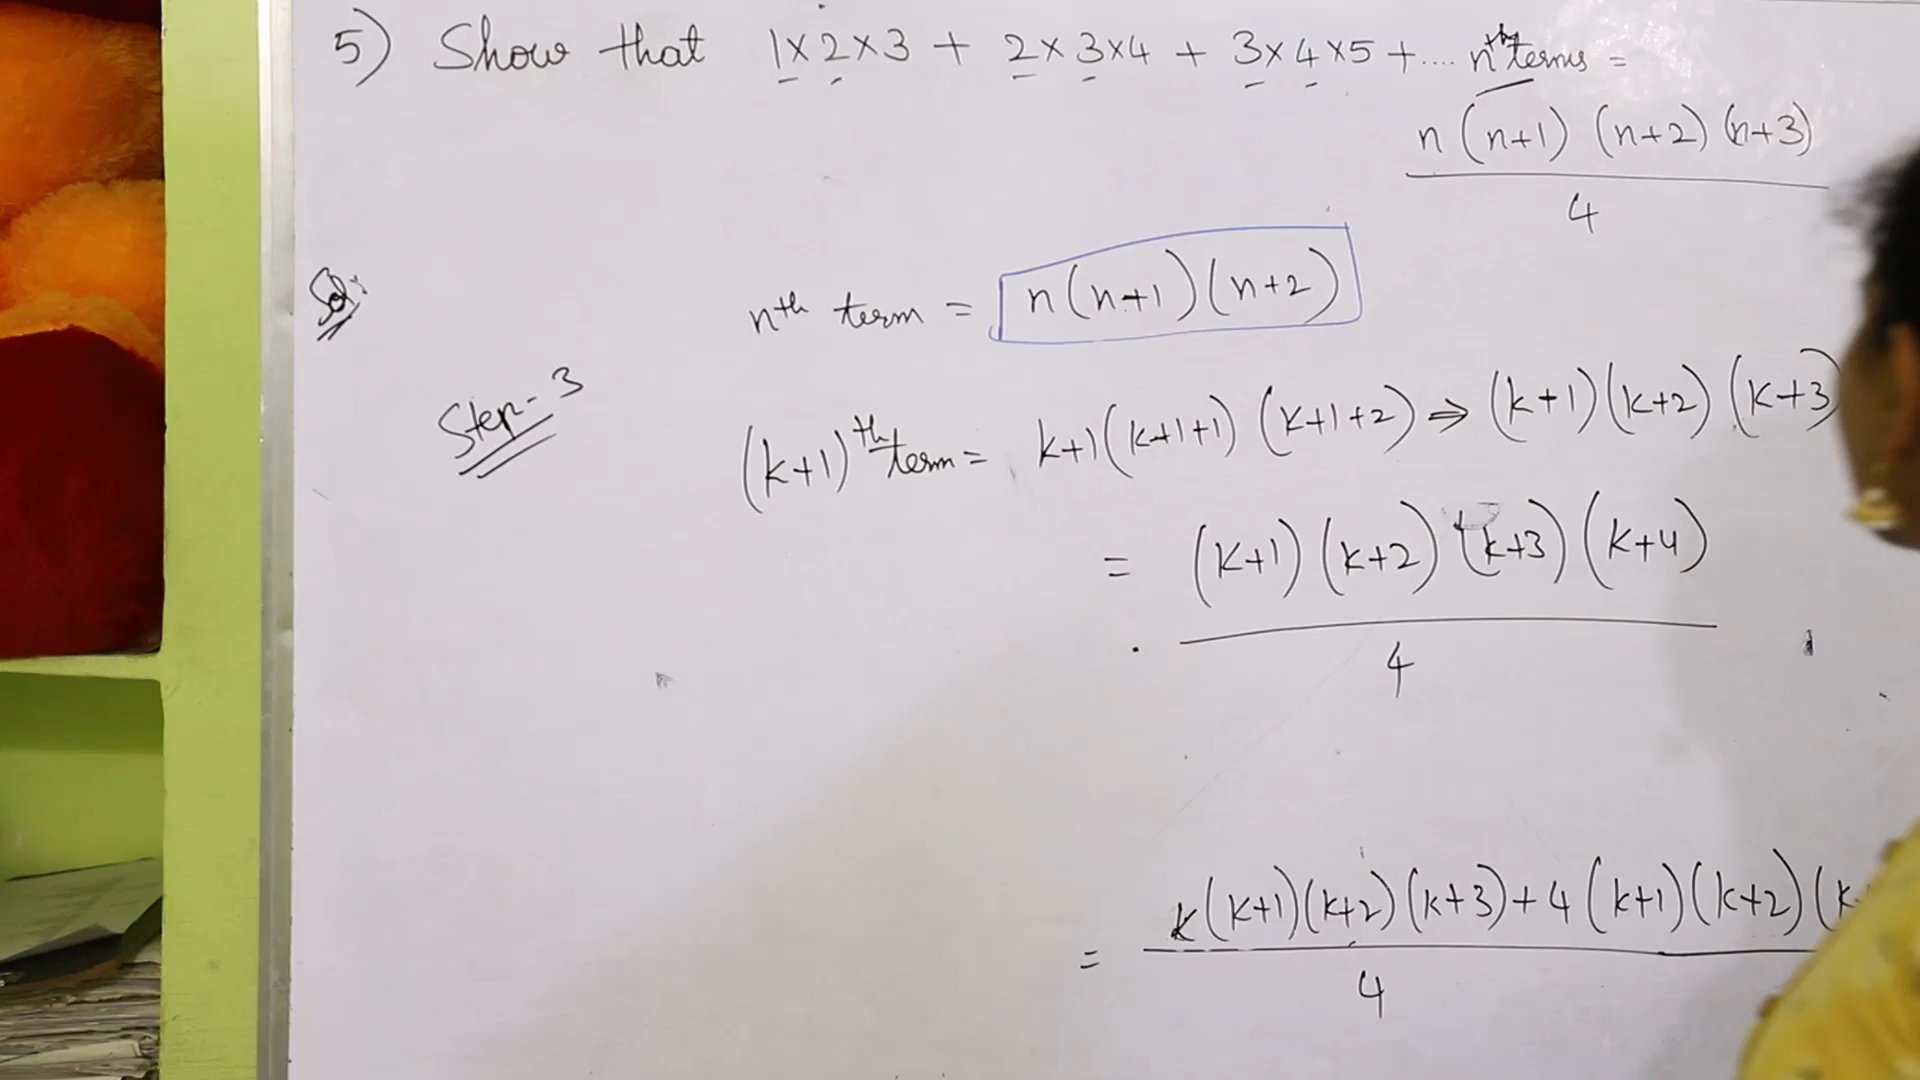 5) Show that 1×2×3 + 2×3×4 + 3×4×5 + .... nth terms =
n(n+1)(n+2)(n+3)
4
Sol:
nth term = n(n+1)(n+2)
Step-3
(k+1)th term = k+1(k+1+1)(k+1+2) ⇒ (k+1)(k+2)(k+3)
= (k+1)(k+2)(k+3)(k+4)
4
= k(k+1)(k+2)(k+3)+4(k+1)(k+2)(k
4